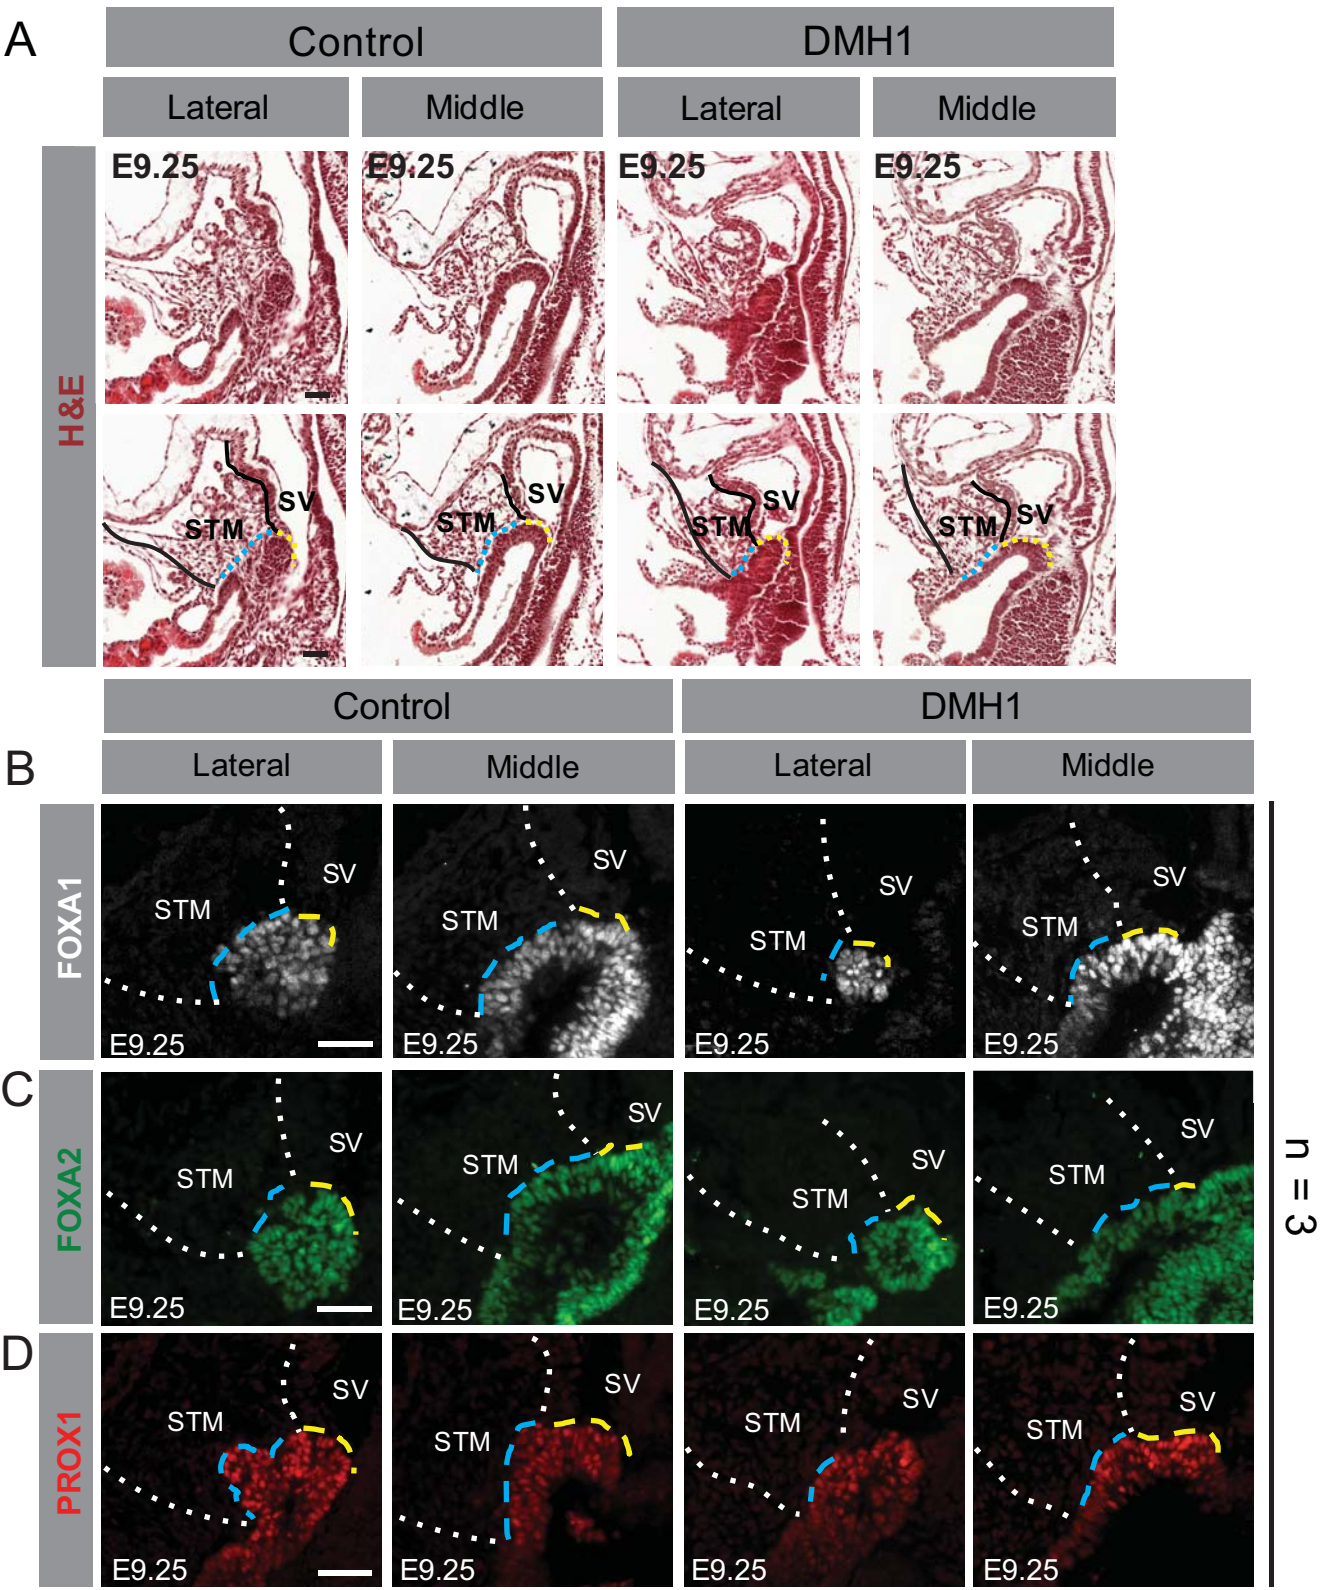 A
Control
DMH1
Lateral
Middle
Lateral
Middle
H&E
E9.25
E9.25
E9.25
E9.25
STM
SV
STM
SV
STM
SV
STM
SV
Control
DMH1
B
Lateral
Middle
Lateral
Middle
FOXA1
STM
SV
E9.25
STM
SV
E9.25
STM
SV
E9.25
STM
SV
E9.25
C
FOXA2
STM
SV
E9.25
STM
SV
E9.25
STM
SV
E9.25
STM
SV
E9.25
n = 3
D
PROX1
STM
SV
E9.25
STM
SV
E9.25
STM
SV
E9.25
STM
SV
E9.25